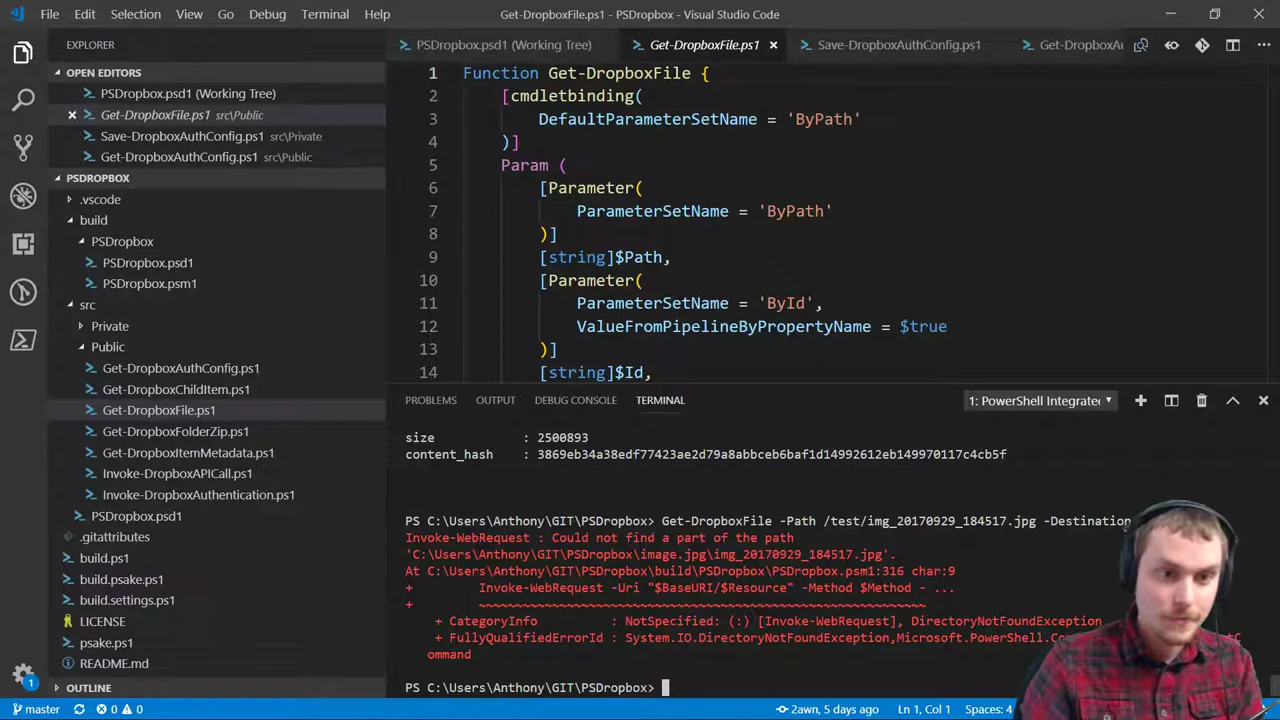 File Edit Selection View Go Debug Terminal Help
Get-DropboxFile.ps1 - PSDropbox - Visual Studio Code
EXPLORER
OPEN EDITORS
PSDropbox.psd1 (Working Tree)
Get-DropboxFile.ps1 src\Public
Save-DropboxAuthConfig.ps1 src\Private
Get-DropboxAuthConfig.ps1 src\Public
PSDROPBOX
.vscode
build
PSDropbox
PSDropbox.psd1
PSDropbox.psm1
src
Private
Public
Get-DropboxAuthConfig.ps1
Get-DropboxChildItem.ps1
Get-DropboxFile.ps1
Get-DropboxFolderZip.ps1
Get-DropboxItemMetadata.ps1
Invoke-DropboxAPICall.ps1
Invoke-DropboxAuthentication.ps1
PSDropbox.psd1
.gitattributes
build.ps1
build.psake.ps1
build.settings.ps1
LICENSE
psake.ps1
README.md
OUTLINE
PSDropbox.psd1 (Working Tree) Get-DropboxFile.ps1 Save-DropboxAuthConfig.ps1 Get-DropboxAu
1 Function Get-DropboxFile {
2 [cmdletbinding(
3 DefaultParameterSetName = 'ByPath'
4 )]
5 Param (
6 [Parameter(
7 ParameterSetName = 'ByPath'
8 )]
9 [string]$Path,
10 [Parameter(
11 ParameterSetName = 'ById',
12 ValueFromPipelineByPropertyName = $true
13 )]
14 [string]$Id,
PROBLEMS OUTPUT DEBUG CONSOLE TERMINAL 1: PowerShell Integrate
size : 2500893
content_hash : 3869eb34a38edf77423ae2d79a8abbceb6baf1d14992612eb149970117c4cb5f
PS C:\Users\Anthony\GIT\PSDropbox> Get-DropboxFile -Path /test/img_20170929_184517.jpg -Destination
Invoke-WebRequest : Could not find a part of the path
'C:\Users\Anthony\GIT\PSDropbox\image.jpg\img_20170929_184517.jpg'.
At C:\Users\Anthony\GIT\PSDropbox\build\PSDropbox\PSDropbox.psm1:316 char:9
+ Invoke-WebRequest -Uri "$BaseURI/$Resource" -Method $Method - ...
+ ~~~~~~~~~~~~~~~~~~~~~~~~~~~~~~~~~~~~~~~~~~~~~~~~~~~~~~~
+ CategoryInfo : NotSpecified: (:) [Invoke-WebRequest], DirectoryNotFoundException
+ FullyQualifiedErrorId : System.IO.DirectoryNotFoundException,Microsoft.PowerShell.Co
ommand
PS C:\Users\Anthony\GIT\PSDropbox>
1
master 0 0 2awn, 5 days ago Ln 1, Col 1 Spaces: 4